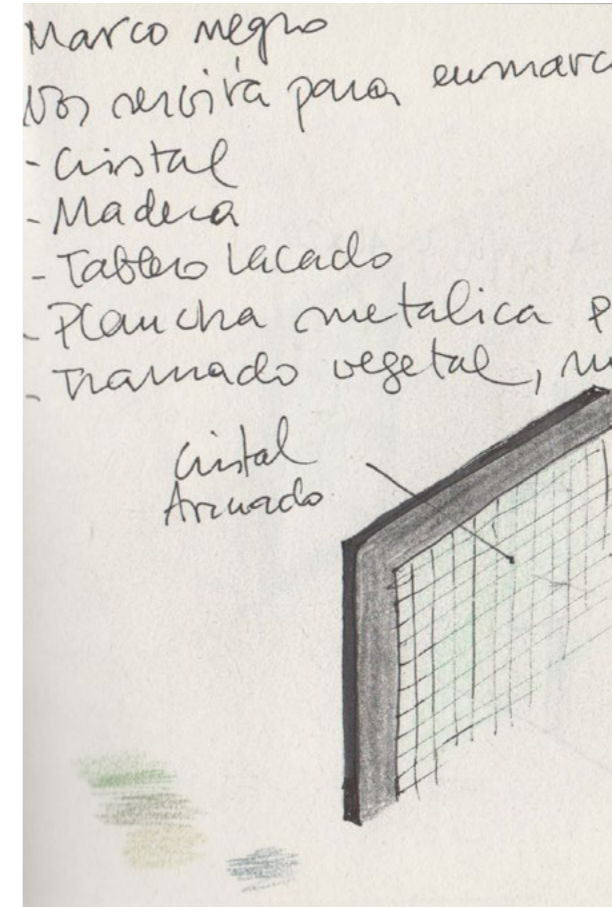 Marco negro
Nos servirá para enmarc
- Cristal
- Madera
- Tablero lacado
- Plancha metalica p
- Tramado vegetal, m
Cristal
Armado